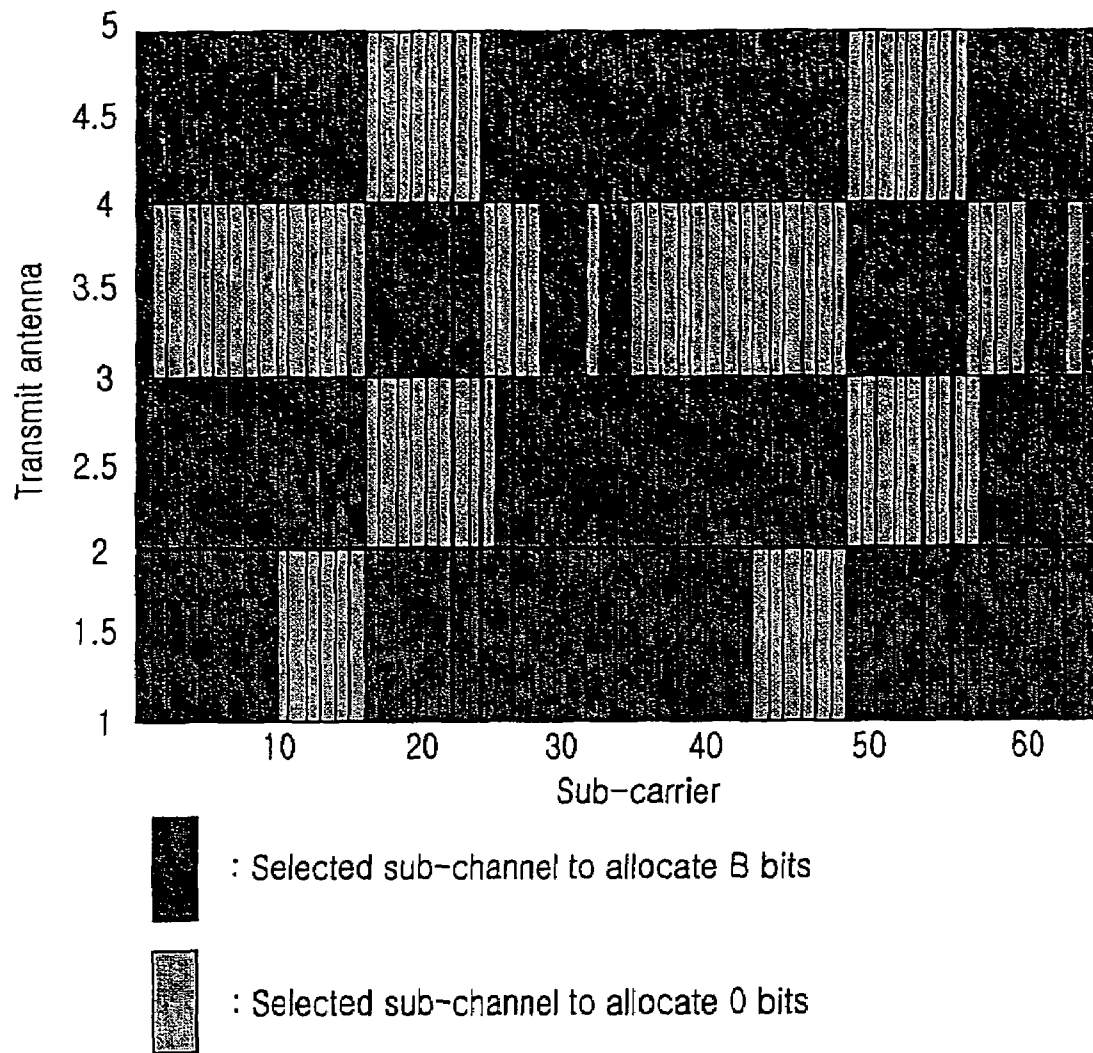 5
4.5
4
3.5
3
2.5
2
1.5
1
Transmit antenna
10 20 30 40 50 60
Sub-carrier
: Selected sub-channel to allocate B bits
: Selected sub-channel to allocate 0 bits